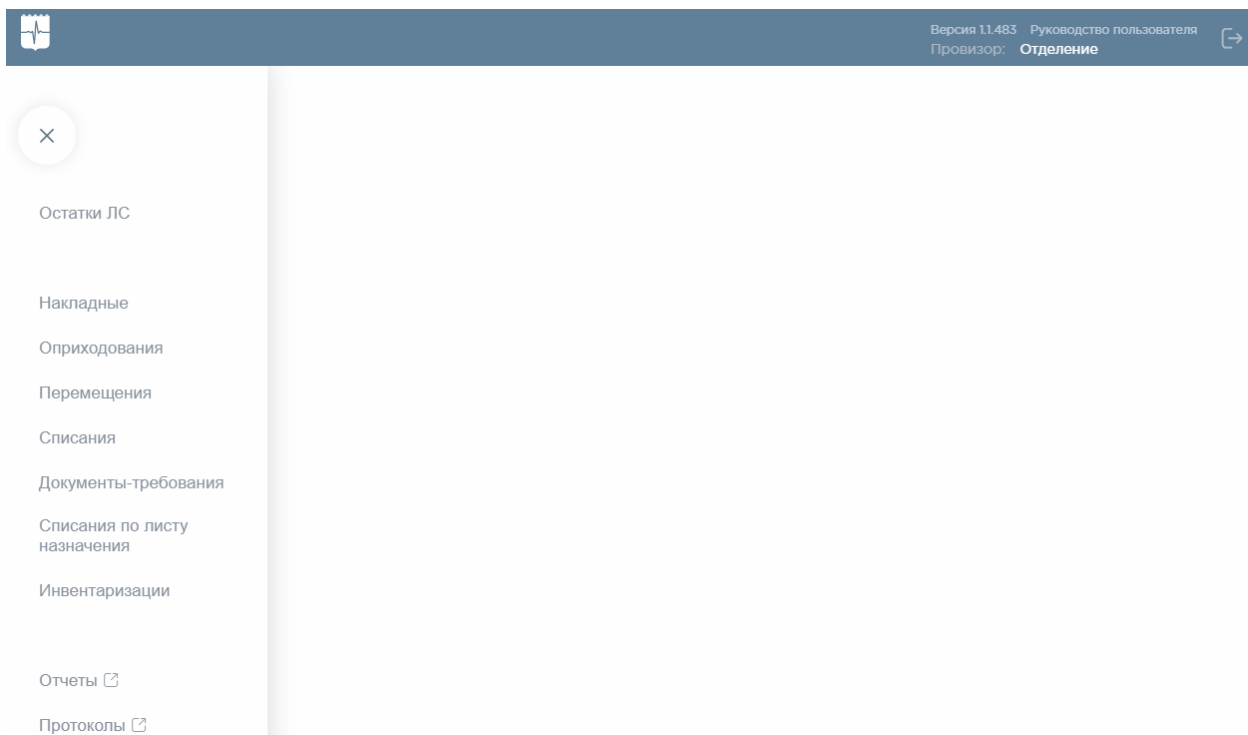 Версия 1.1.483 Руководство пользователя
Провизор: Отделение
Остатки ЛС
Накладные
Оприходования
Перемещения
Списания
Документы-требования
Списания по листу
назначения
Инвентаризации
Отчеты
Протоколы